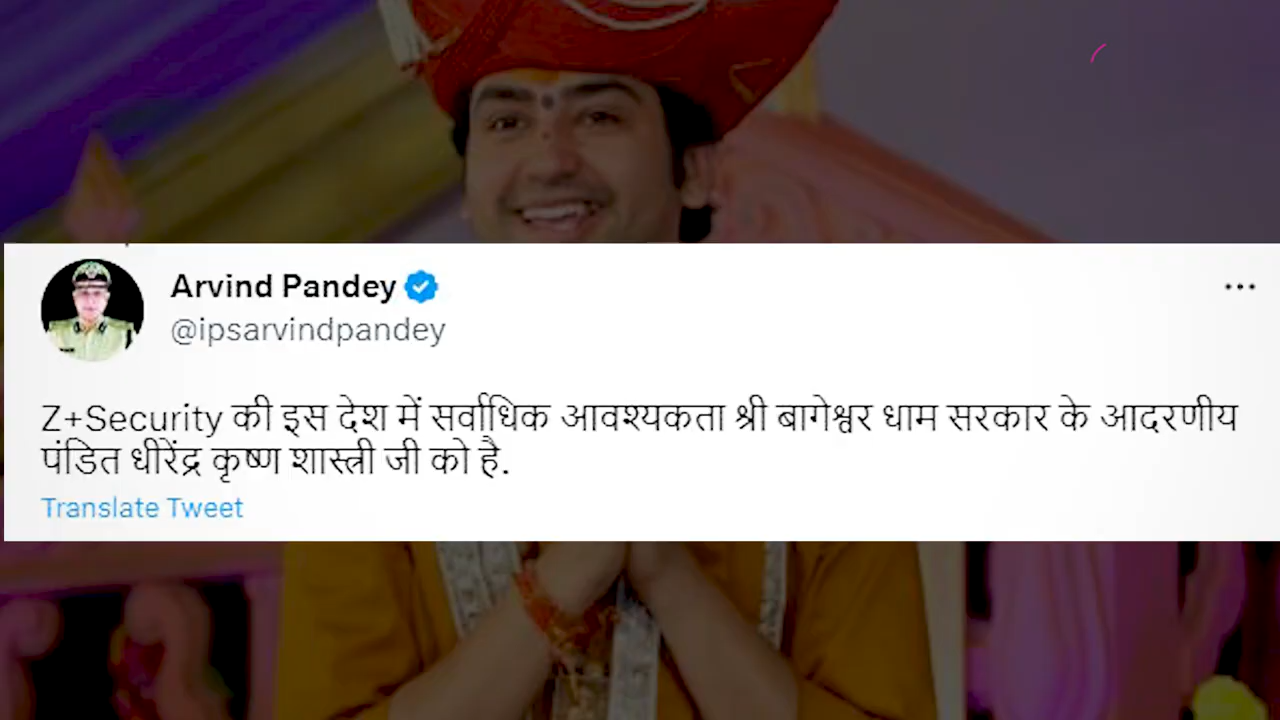 Arvind Pandey
@ipsarvindpandey
Z+Security की इस देश में सर्वाधिक आवश्यकता श्री बागेश्वर धाम सरकार के आदरणीय
पंडित धीरेंद्र कृष्ण शास्त्री जी को है.
Translate Tweet